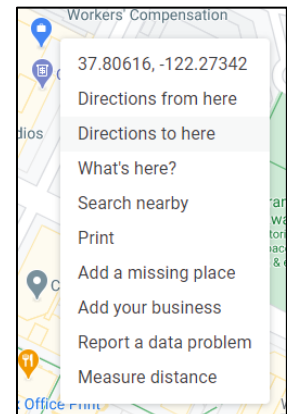 Workers' Compensation
37.80616, -122.27342
Directions from here
dios
Directions to here
What's here?
Search nearby
Print
Add a missing place
Add your business
Report a data problem
Measure distance
Office Print